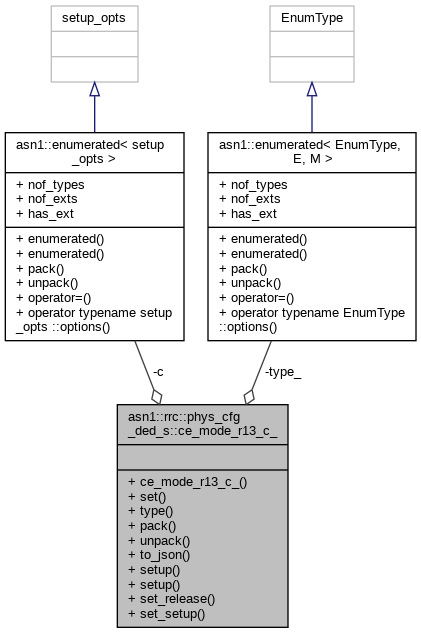 setup_opts
EnumType
asn1::enumerated< setup
_opts >
+ nof_types
+ nof_exts
+ has_ext
+ enumerated()
+ enumerated()
+ pack()
+ unpack()
+ operator=()
+ operator typename setup
_opts ::options()
asn1::enumerated< EnumType,
E, M >
+ nof_types
+ nof_exts
+ has_ext
+ enumerated()
+ enumerated()
+ pack()
+ unpack()
+ operator=()
+ operator typename EnumType
::options()
-c
-type_
asn1::rrc::phys_cfg
_ded_s::ce_mode_r13_c_
+ ce_mode_r13_c_()
+ set()
+ type()
+ pack()
+ unpack()
+ to_json()
+ setup()
+ setup()
+ set_release()
+ set_setup()